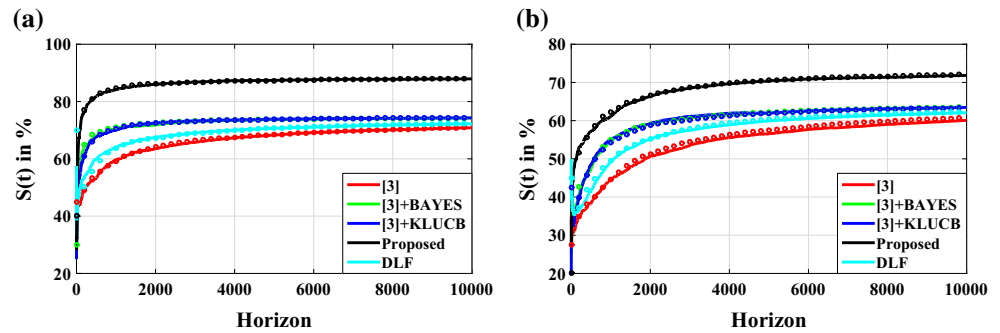 (a)
S(t) in %
100
80
60
40
20
0
2000
4000
6000
8000
10000
Horizon
[3]
[3]+BAYES
[3]+KLUCB
Proposed
DLF
(b)
S(t) in %
80
70
60
50
40
30
20
0
2000
4000
6000
8000
10000
Horizon
[3]
[3]+BAYES
[3]+KLUCB
Proposed
DLF